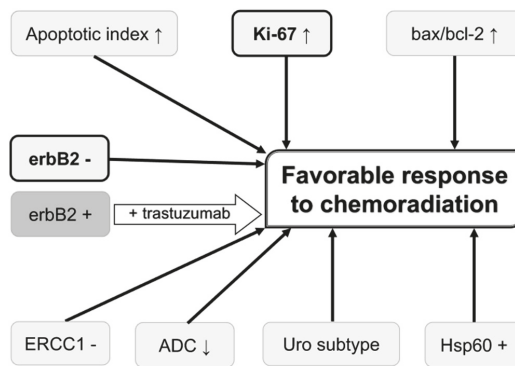 Apoptotic index ↑
Ki-67 ↑
bax/bcl-2 ↑
erbB2 -
Favorable response
to chemoradiation
erbB2 +
+ trastuzumab
ERCC1 -
ADC ↓
Uro subtype
Hsp60 +